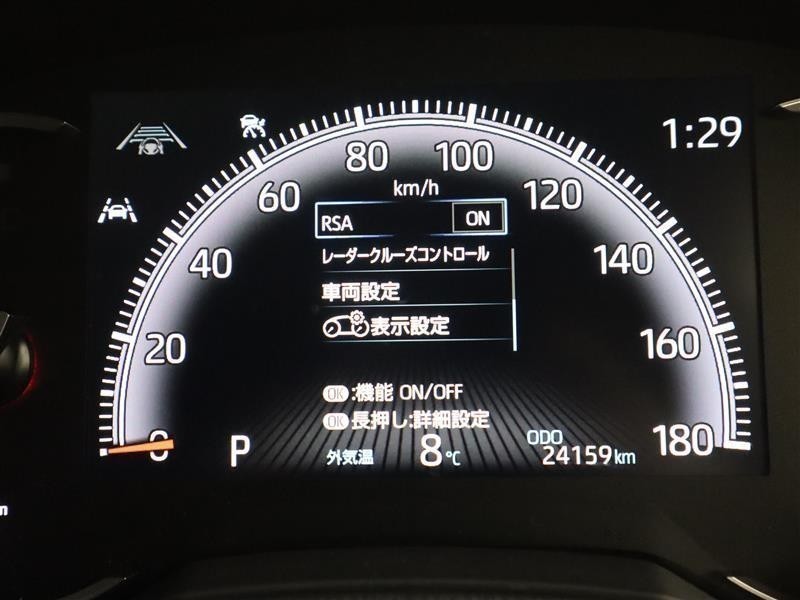 1:29
80 100
60 km/h 120
RSA ON
レーダークルーズコントロール
40 140
車両設定
表示設定
20 160
OK:機能 ON/OFF
OK長押し:詳細設定
0 P 外気温 8℃ ODO 24159km 180